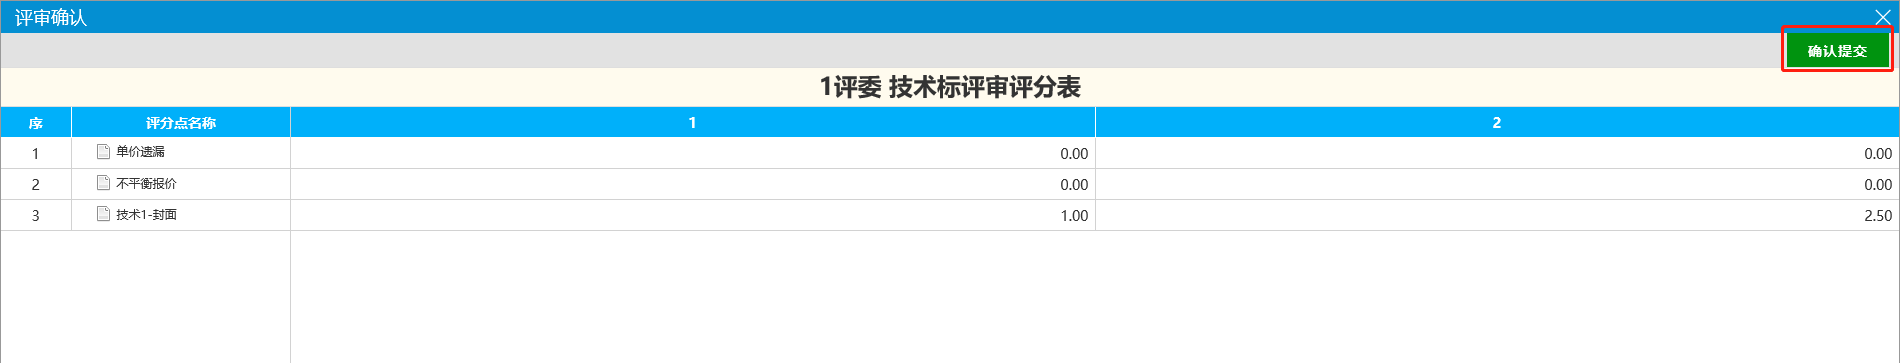 评审确认
确认提交
1评委 技术标评审评分表
序 评分点名称 1 2
1 单价遗漏 0.00 0.00
2 不平衡报价 0.00 0.00
3 技术1-封面 1.00 2.50